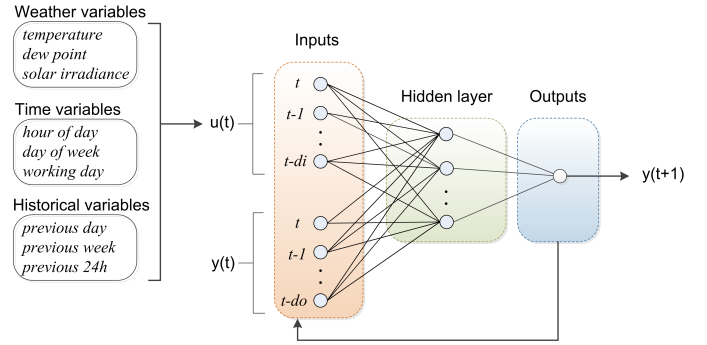 Weather variables
temperature
dew point
solar irradiance
Time variables
hour of day
day of week
working day
Historical variables
previous day
previous week
previous 24h
u(t)
y(t)
Inputs
t
t-1
t-di
t
t-1
t-do
Hidden layer
Outputs
y(t+1)